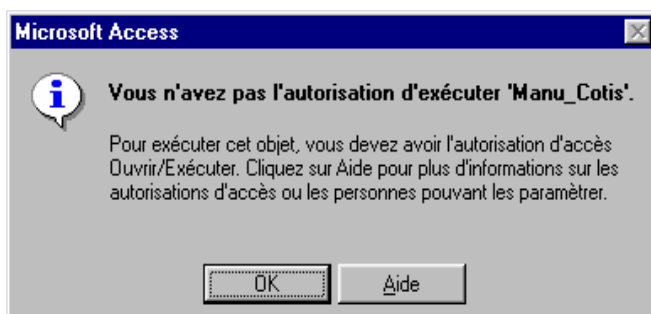 Microsoft Access
Vous n'avez pas l'autorisation d'exécuter 'Manu_Cotis'.
Pour exécuter cet objet, vous devez avoir l'autorisation d'accès
Ouvrir/Exécuter. Cliquez sur Aide pour plus d'informations sur les
autorisations d'accès ou les personnes pouvant les paramètrer.
OK
Aide